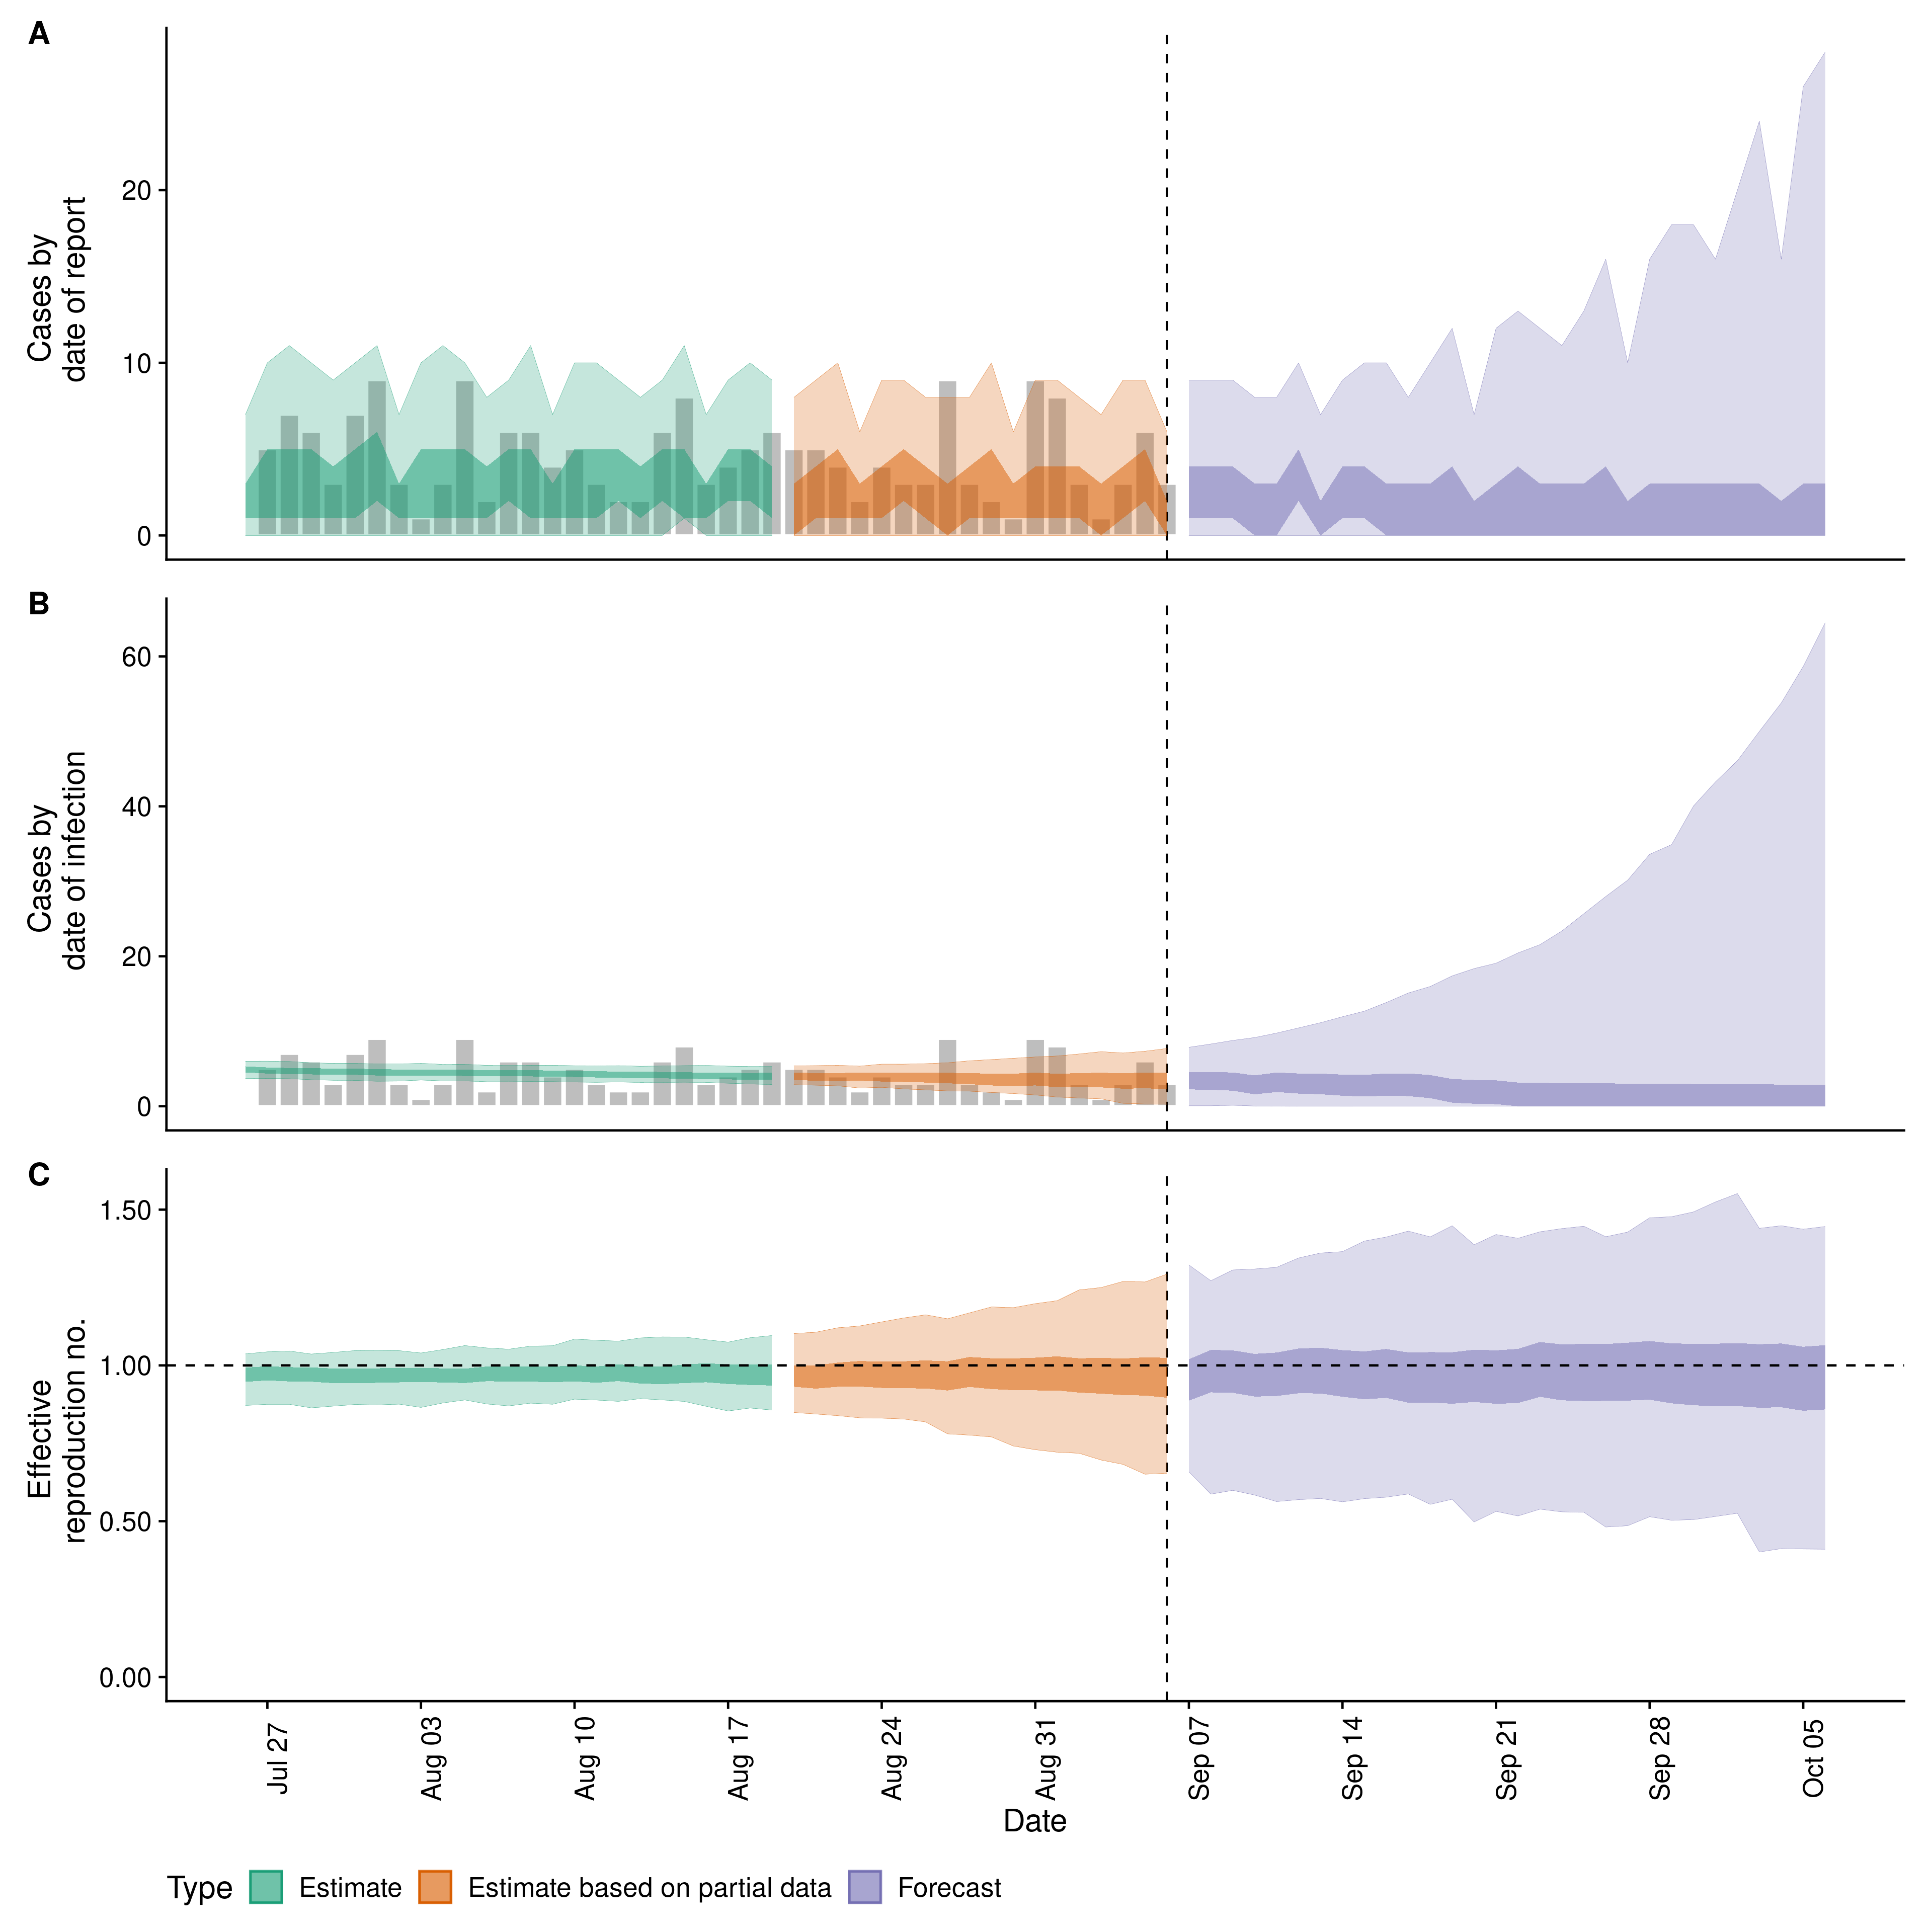 A
Cases by
date of report
20
10
0
B
Cases by
date of infection
60
40
20
0
C
Effective
reproduction no.
1.50
1.00
0.50
0.00
Jul 27
Aug 03
Aug 10
Aug 17
Aug 24
Aug 31
Sep 07
Sep 14
Sep 21
Sep 28
Oct 05
Date
Type Estimate Estimate based on partial data Forecast